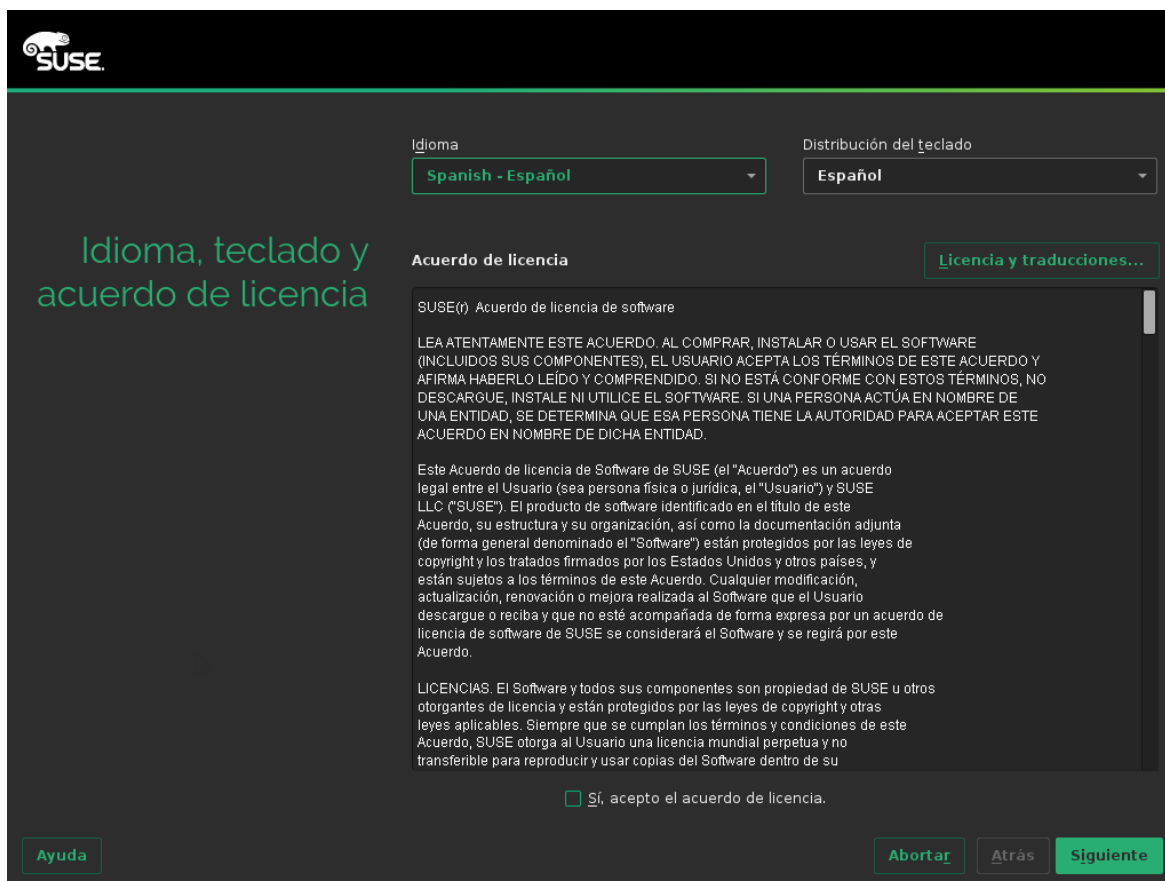 SUSE.
Idioma
Distribución del teclado
Spanish - Español
Español
Idioma, teclado y
acuerdo de licencia
Acuerdo de licencia
Licencia y traducciones...
SUSE(r) Acuerdo de licencia de software
LEA ATENTAMENTE ESTE ACUERDO. AL COMPRAR, INSTALAR O USAR EL SOFTWARE
(INCLUIDOS SUS COMPONENTES), EL USUARIO ACEPTA LOS TÉRMINOS DE ESTE ACUERDO Y
AFIRMA HABERLO LEÍDO Y COMPRENDIDO. SI NO ESTÁ CONFORME CON ESTOS TÉRMINOS, NO
DESCARGUE, INSTALE NI UTILICE EL SOFTWARE. SI UNA PERSONA ACTÚA EN NOMBRE DE
UNA ENTIDAD, SE DETERMINA QUE ESA PERSONA TIENE LA AUTORIDAD PARA ACEPTAR ESTE
ACUERDO EN NOMBRE DE DICHA ENTIDAD.
Este Acuerdo de licencia de Software de SUSE (el "Acuerdo") es un acuerdo
legal entre el Usuario (sea persona física o jurídica, el "Usuario") y SUSE
LLC ("SUSE"). El producto de software identificado en el título de este
Acuerdo, su estructura y su organización, así como la documentación adjunta
(de forma general denominado el "Software") están protegidos por las leyes de
copyright y los tratados firmados por los Estados Unidos y otros países, y
están sujetos a los términos de este Acuerdo. Cualquier modificación,
actualización, renovación o mejora realizada al Software que el Usuario
descargue o reciba y que no esté acompañada de forma expresa por un acuerdo de
licencia de software de SUSE se considerará el Software y se regirá por este
Acuerdo.
LICENCIAS. El Software y todos sus componentes son propiedad de SUSE u otros
otorgantes de licencia y están protegidos por las leyes de copyright y otras
leyes aplicables. Siempre que se cumplan los términos y condiciones de este
Acuerdo, SUSE otorga al Usuario una licencia mundial perpetua y no
transferible para reproducir y usar copias del Software dentro de su
Sí, acepto el acuerdo de licencia.
Ayuda
Abortar
Atrás
Siguiente